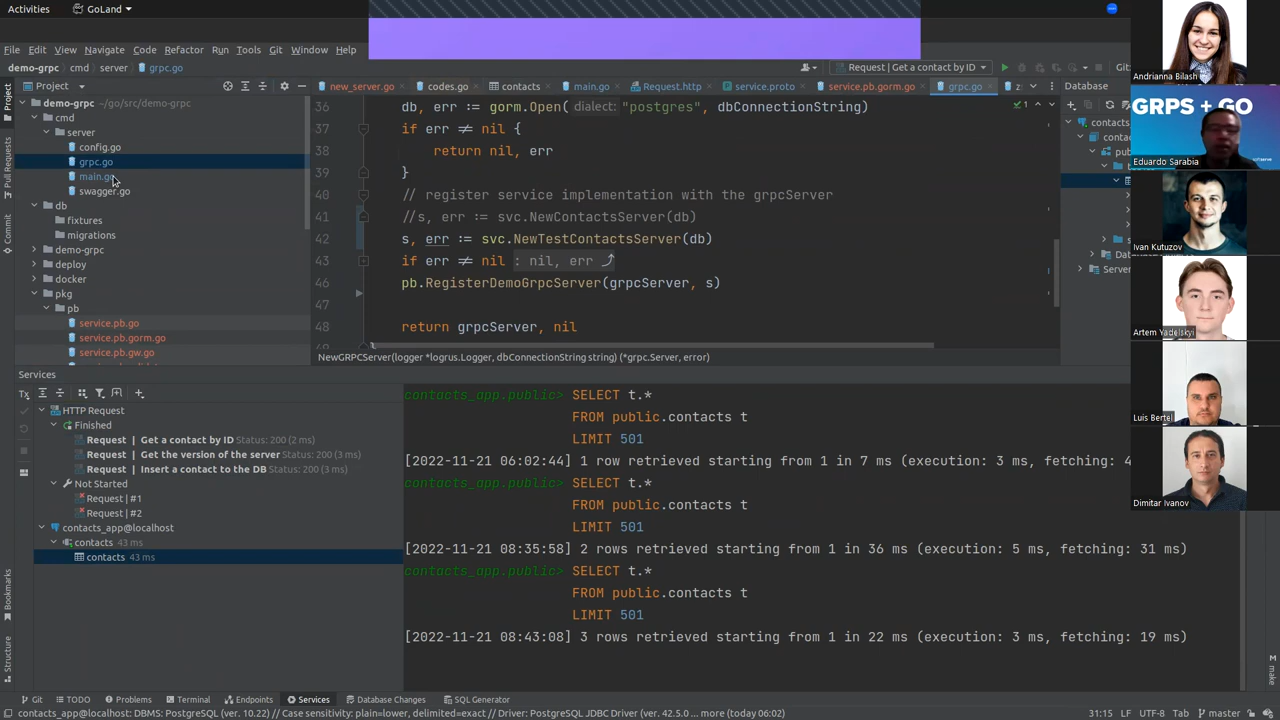 Activities
GoLand
File Edit View Navigate Code Refactor Run Tools Git Window Help
demo-grpc cmd server grpc.go
Request | Get a contact by ID
Git:
Project
new_server.go codes.go contacts main.go Request.http service.proto service.pb.gorm.go grpc.go
Database
demo-grpc ~/go/src/demo-grpc
cmd
server
config.go
grpc.go
main.go
swagger.go
db
fixtures
migrations
demo-grpc
deploy
docker
pkg
pb
service.pb.go
service.pb.gorm.go
service.pb.gw.go
36 db, err := gorm.Open( dialect: "postgres", dbConnectionString)
37 if err ≠ nil {
38 return nil, err
39 }
40 // register service implementation with the grpcServer
41 //s, err := svc.NewContactsServer(db)
42 s, err := svc.NewTestContactsServer(db)
43 if err ≠ nil : nil, err
46 pb.RegisterDemoGrpcServer(grpcServer, s)
47
48 return grpcServer, nil
}
NewGRPCServer(logger *logrus.Logger, dbConnectionString string) (*grpc.Server, error)
1
contacts
conta
pub
Dat
Server
Project
Pull Requests
Commit
Bookmarks
Structure
Services
Tx
HTTP Request
Finished
Request | Get a contact by ID Status: 200 (2 ms)
Request | Get the version of the server Status: 200 (3 ms)
Request | Insert a contact to the DB Status: 200 (3 ms)
Not Started
Request | #1
Request | #2
contacts_app@localhost
contacts 43 ms
contacts 43 ms
contacts_app.public> SELECT t.*
FROM public.contacts t
LIMIT 501
[2022-11-21 06:02:44] 1 row retrieved starting from 1 in 7 ms (execution: 3 ms, fetching: 4
contacts_app.public> SELECT t.*
FROM public.contacts t
LIMIT 501
[2022-11-21 08:35:58] 2 rows retrieved starting from 1 in 36 ms (execution: 5 ms, fetching: 31 ms)
contacts_app.public> SELECT t.*
FROM public.contacts t
LIMIT 501
[2022-11-21 08:43:08] 3 rows retrieved starting from 1 in 22 ms (execution: 3 ms, fetching: 19 ms)
Andrianna Bilash
GRPS + GO
Eduardo Sarabia
Ivan Kutuzov
Artem Yadelskyi
Luis Bertel
Dimitar Ivanov
make
Git TODO Problems Terminal Endpoints Services Database Changes SQL Generator
contacts_app@localhost: DBMS: PostgreSQL (ver. 10.22) // Case sensitivity: plain=lower, delimited=exact // Driver: PostgreSQL JDBC Driver (ver. 42.5.0 ... more (today 06:02)
31:15 LF UTF-8 Tab master